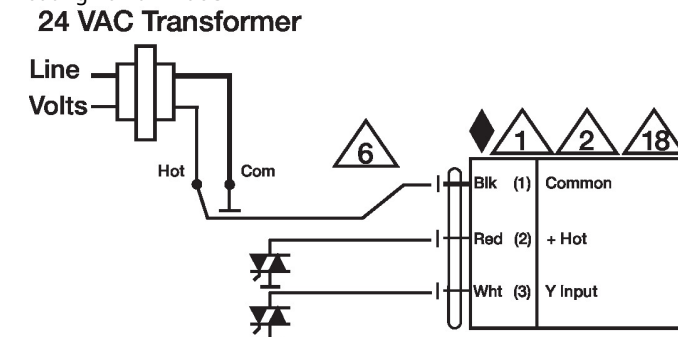 24 VAC Transformer
Line
Volts
Hot
Com
6
1
2
18
Blk (1) Common
Red (2) + Hot
Wht (3) Y Input